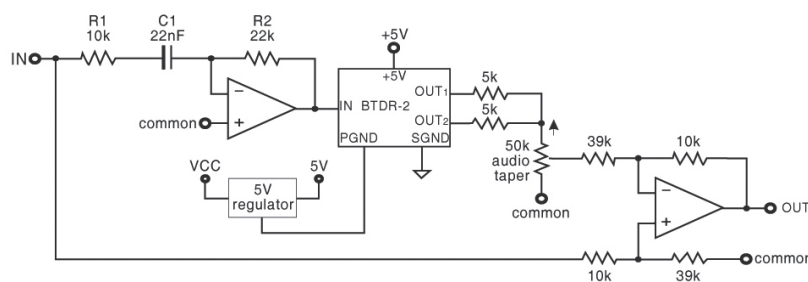 IN
R1
10k
C1
22nF
R2
22k
−
+
common
+5V
+5V
IN BTDR-2
OUT1
OUT2
PGND
SGND
5k
5k
50k
audio
taper
common
VCC
5V
5V
regulator
39k
10k
−
+
OUT
10k
39k
common